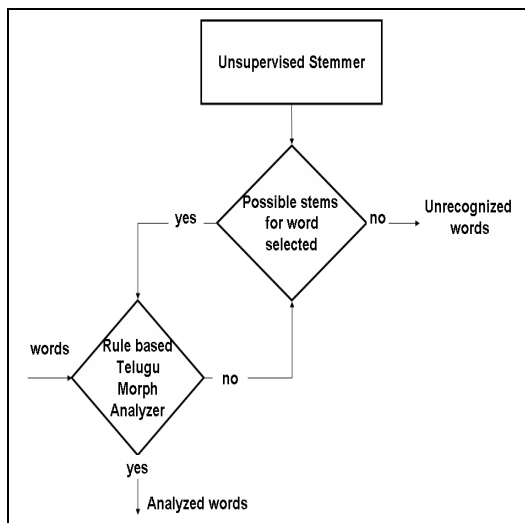 Unsupervised Stemmer
Possible stems
for word
selected
yes
no
Unrecognized
words
words
Rule based
Telugu
Morph
Analyzer
no
yes
Analyzed words